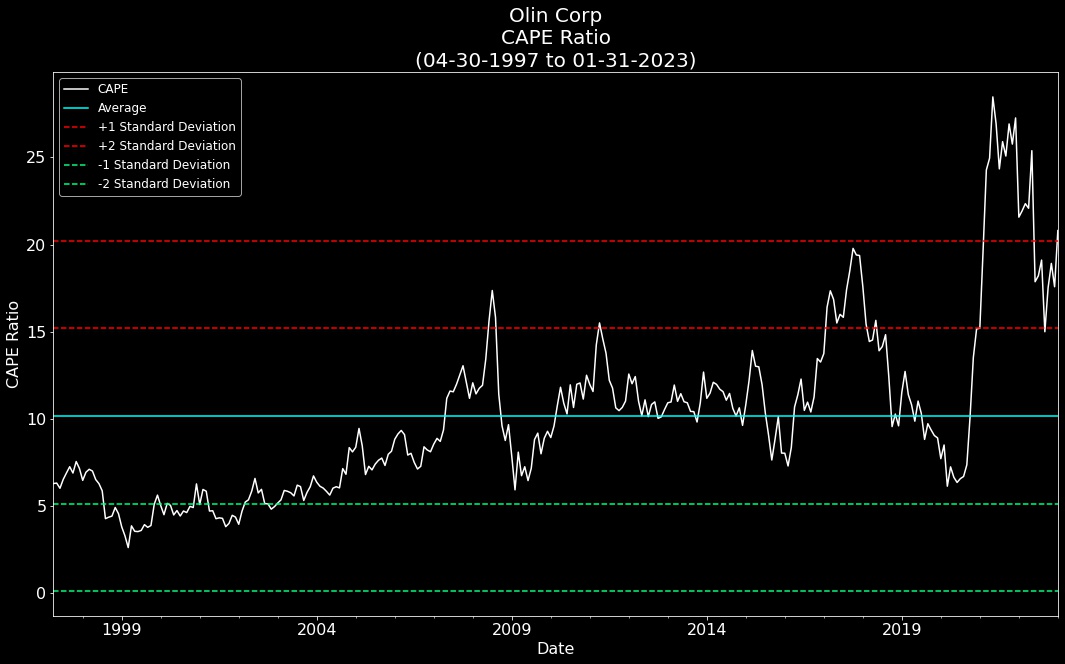 Olin Corp
CAPE Ratio
(04-30-1997 to 01-31-2023)
CAPE
Average
+1 Standard Deviation
+2 Standard Deviation
-1 Standard Deviation
-2 Standard Deviation
CAPE Ratio
25
20
15
10
5
0
1999 2004 2009 2014 2019
Date